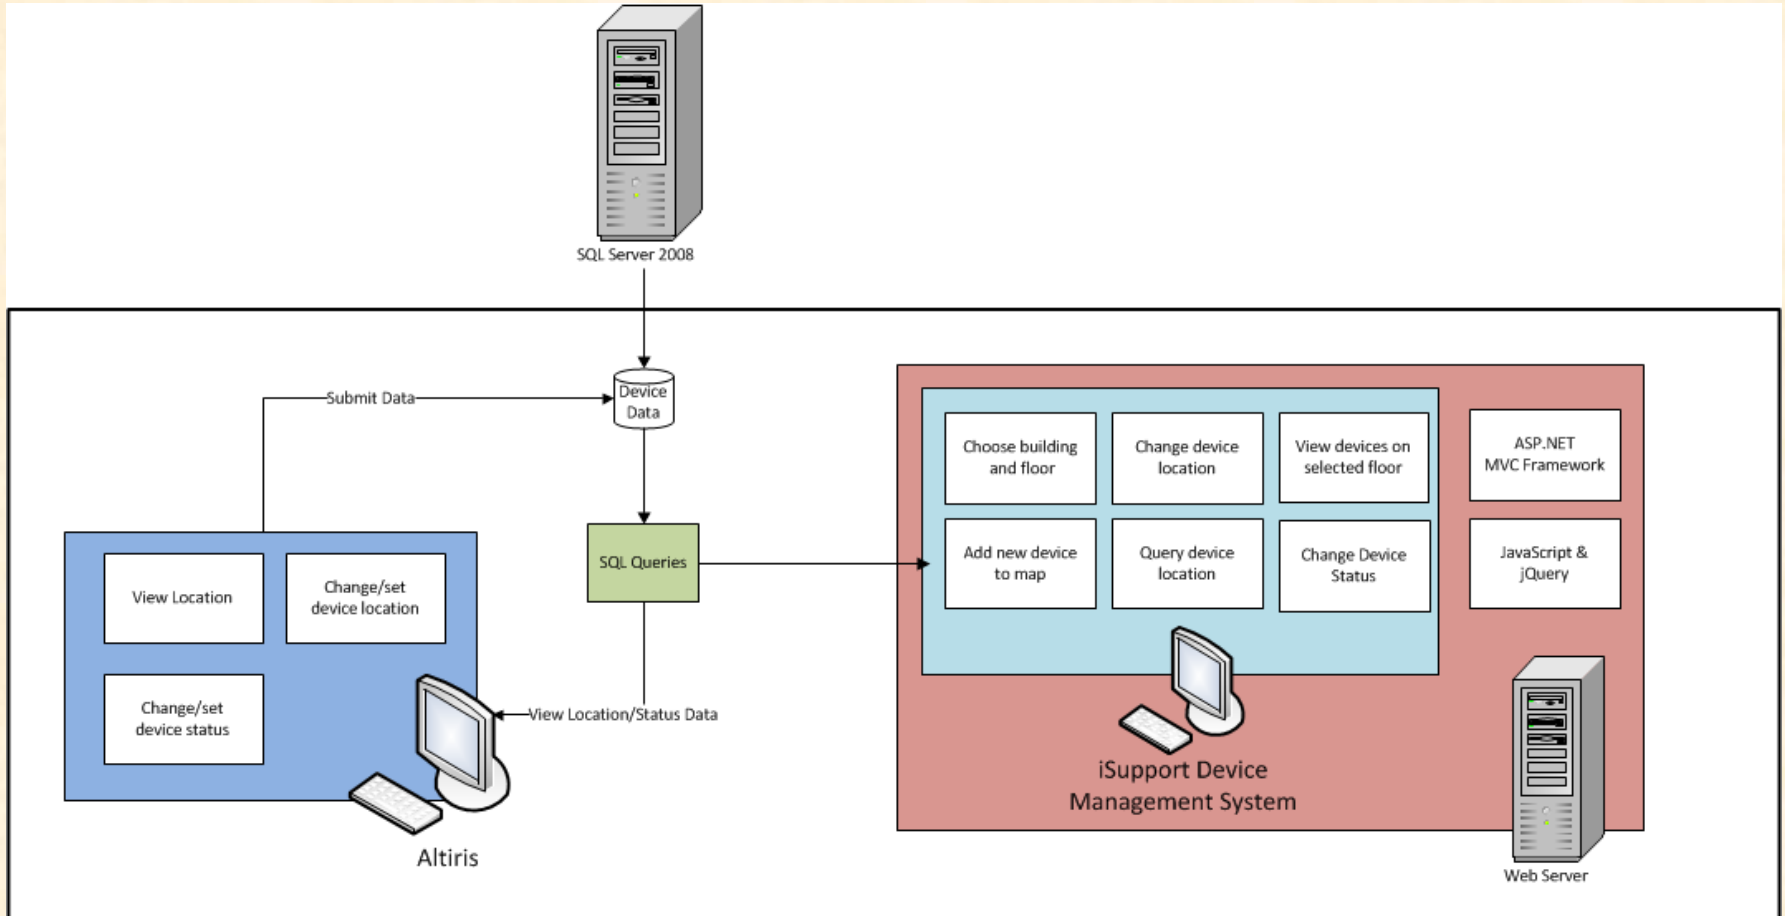 SQL Server 2008
Submit Data
Device
Data
Choose building
and floor
Change device
location
View devices on
selected floor
ASP.NET
MVC Framework
Add new device
to map
Query device
location
Change Device
Status
JavaScript &
jQuery
SQL Queries
View Location
Change/set
device location
Change/set
device status
View Location/Status Data
iSupport Device
Management System
Altiris
Web Server